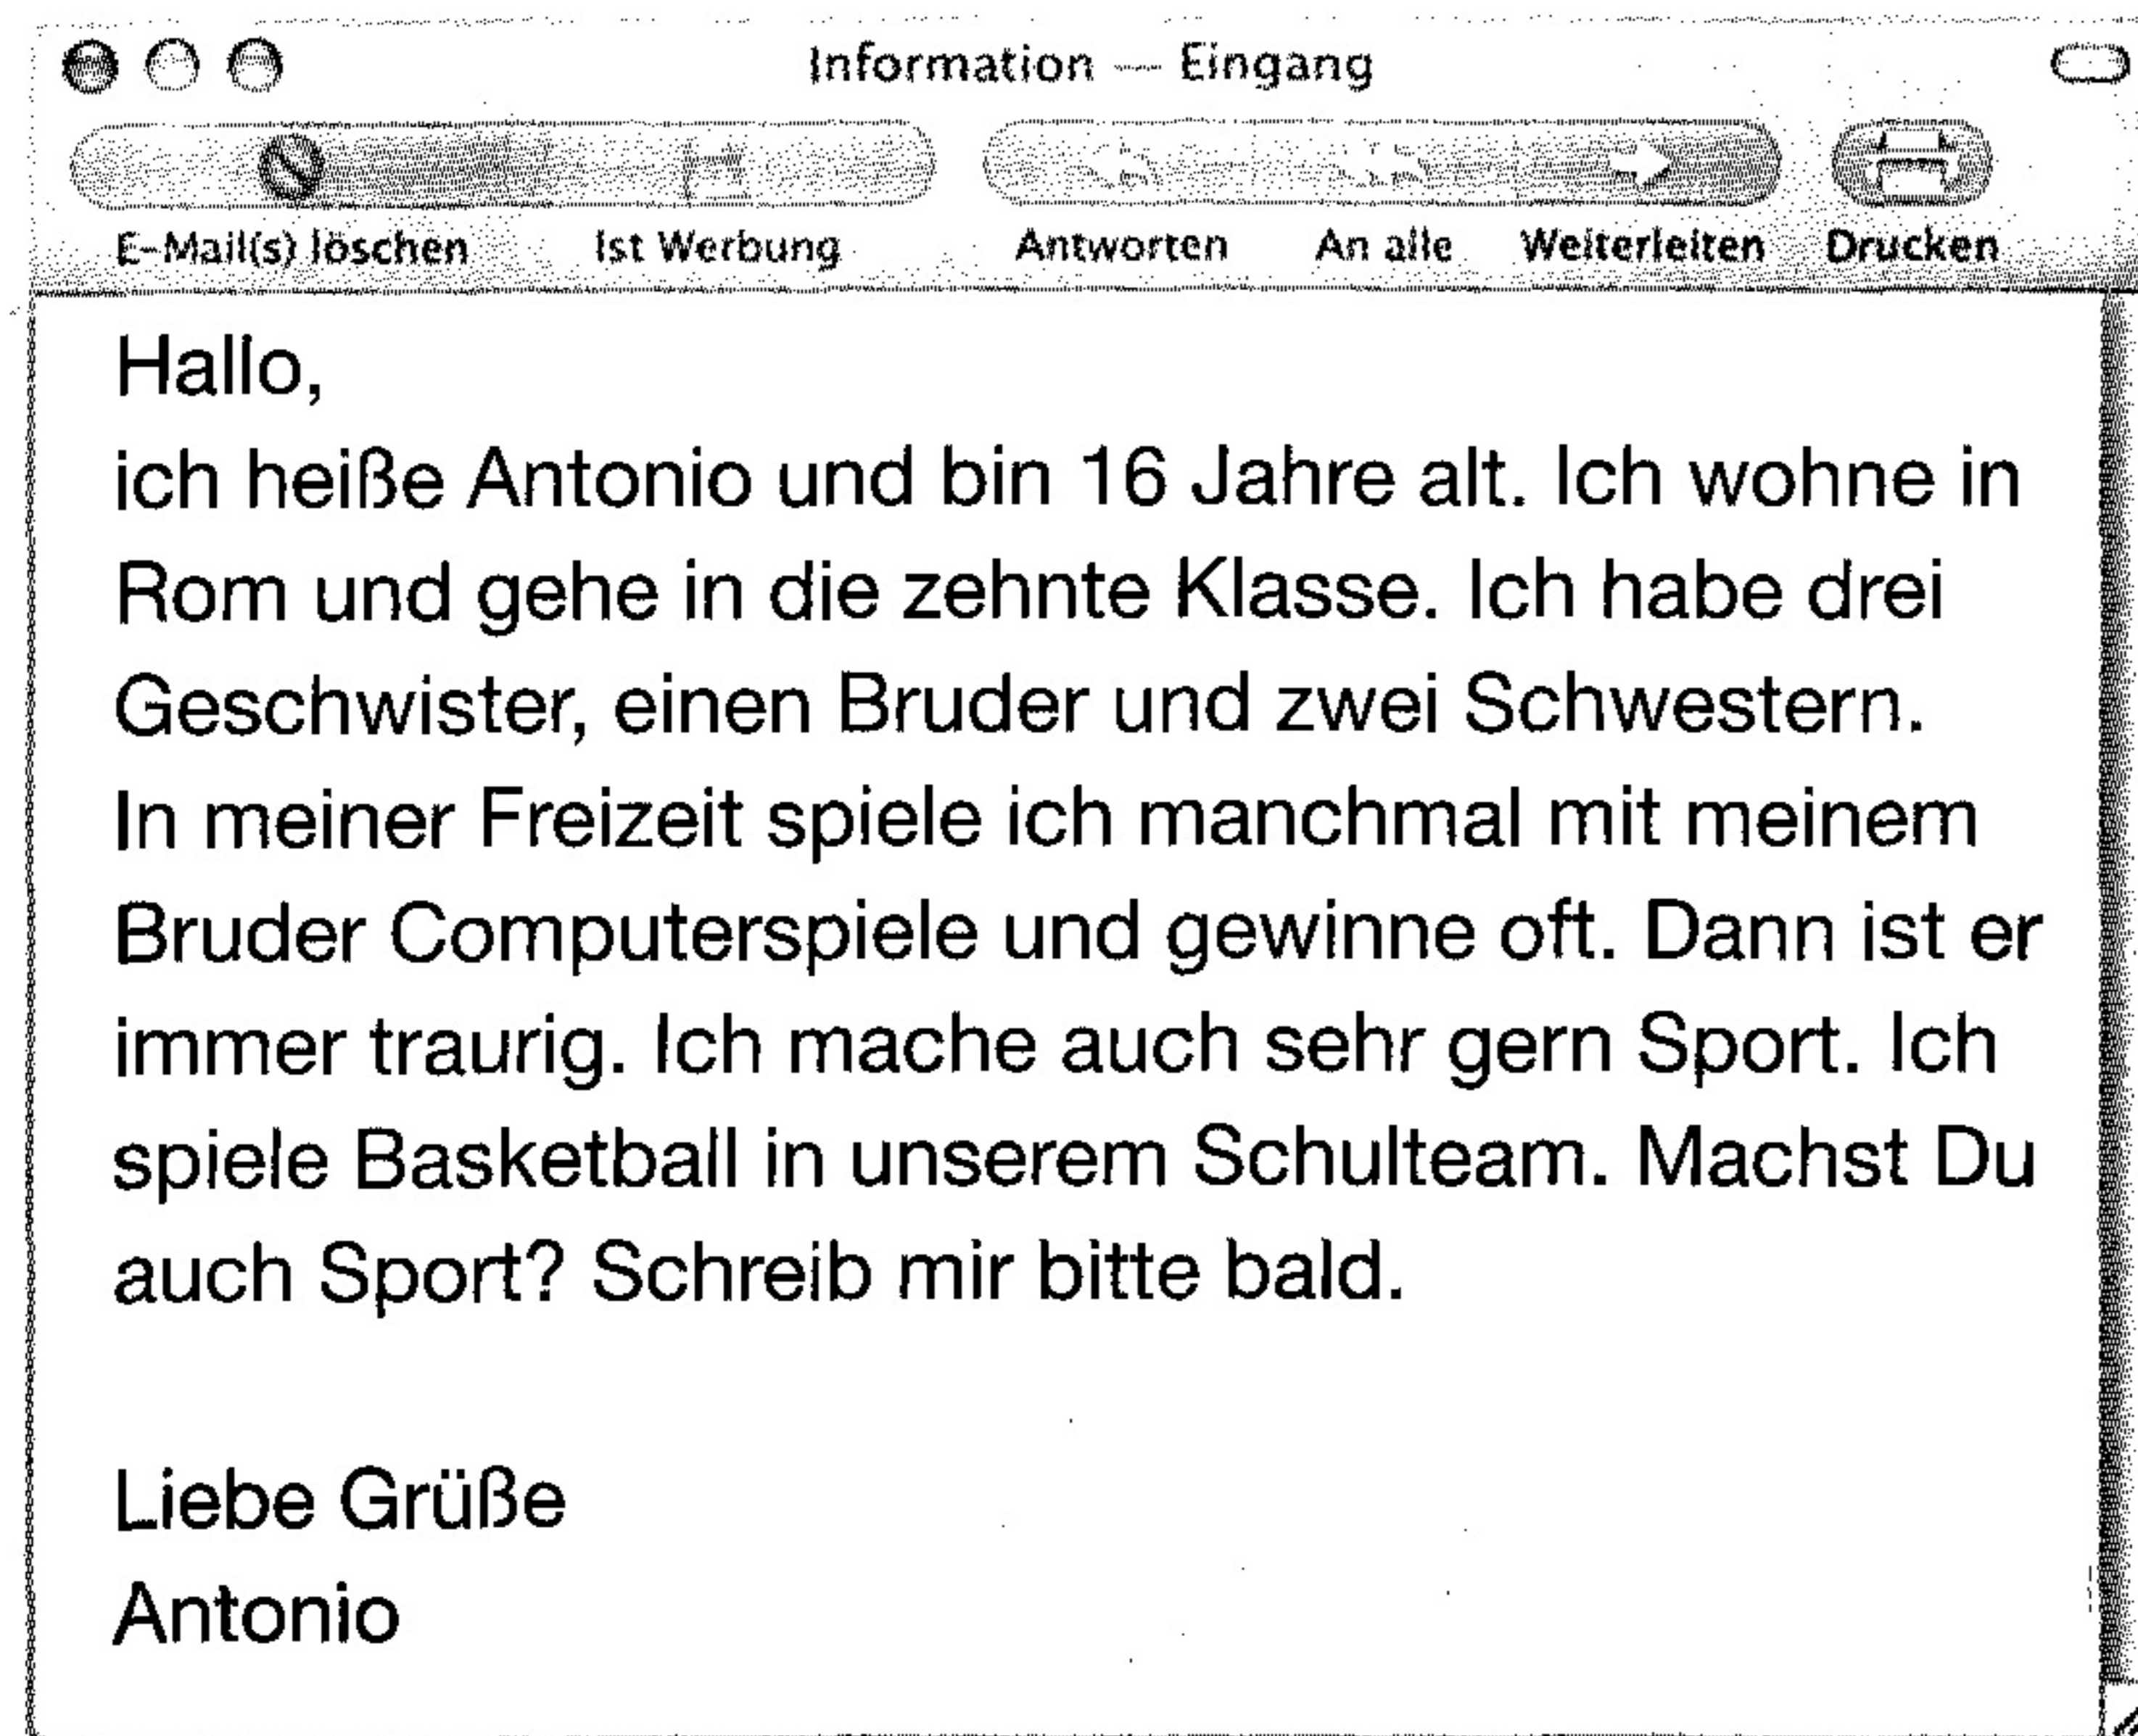 Information — Eingang
E-Mail(s) löschen Ist Werbung Antworten An alle Weiterleiten Drucken
Hallo,
ich heiße Antonio und bin 16 Jahre alt. Ich wohne in
Rom und gehe in die zehnte Klasse. Ich habe drei
Geschwister, einen Bruder und zwei Schwestern.
In meiner Freizeit spiele ich manchmal mit meinem
Bruder Computerspiele und gewinne oft. Dann ist er
immer traurig. Ich mache auch sehr gern Sport. Ich
spiele Basketball in unserem Schulteam. Machst Du
auch Sport? Schreib mir bitte bald.
Liebe Grüße
Antonio